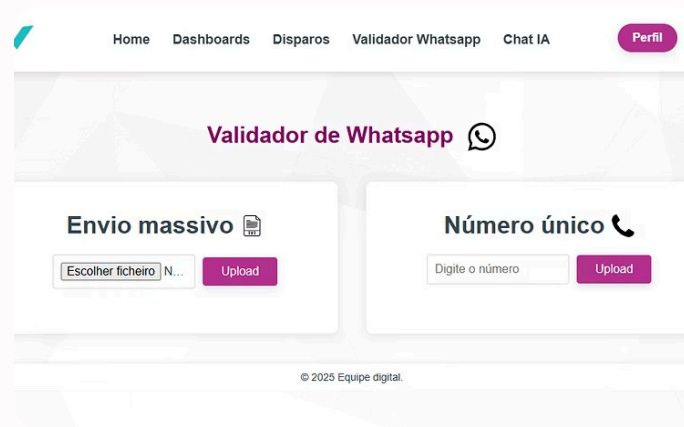 Home Dashboards Disparos Validador Whatsapp Chat IA Perfil
Validador de Whatsapp
Envio massivo
TXT
Escolher ficheiro N... Upload
Número único
Digite o número Upload
© 2025 Equipe digital.